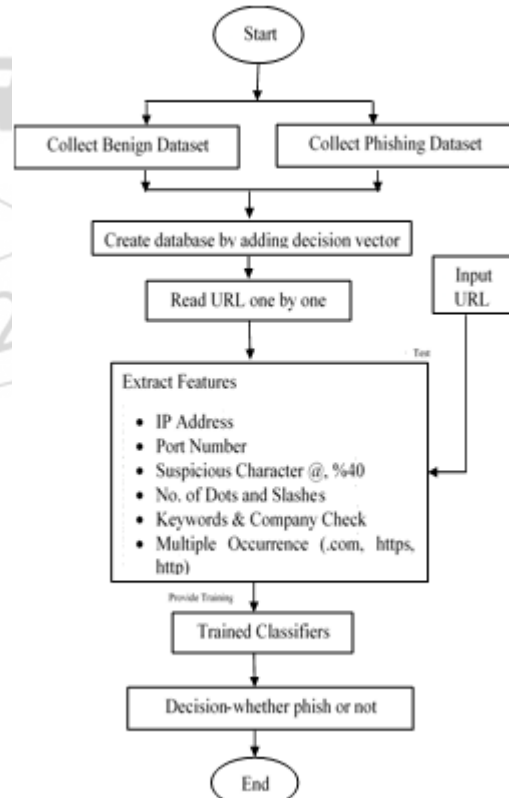 Start
Collect Benign Dataset
Collect Phishing Dataset
Create database by adding decision vector
Read URL one by one
Input
URL
Test
Extract Features
• IP Address
• Port Number
• Suspicious Character @, %40
• No. of Dots and Slashes
• Keywords & Company Check
• Multiple Occurrence (.com, https,
http)
Provide Training
Trained Classifiers
Decision-whether phish or not
End